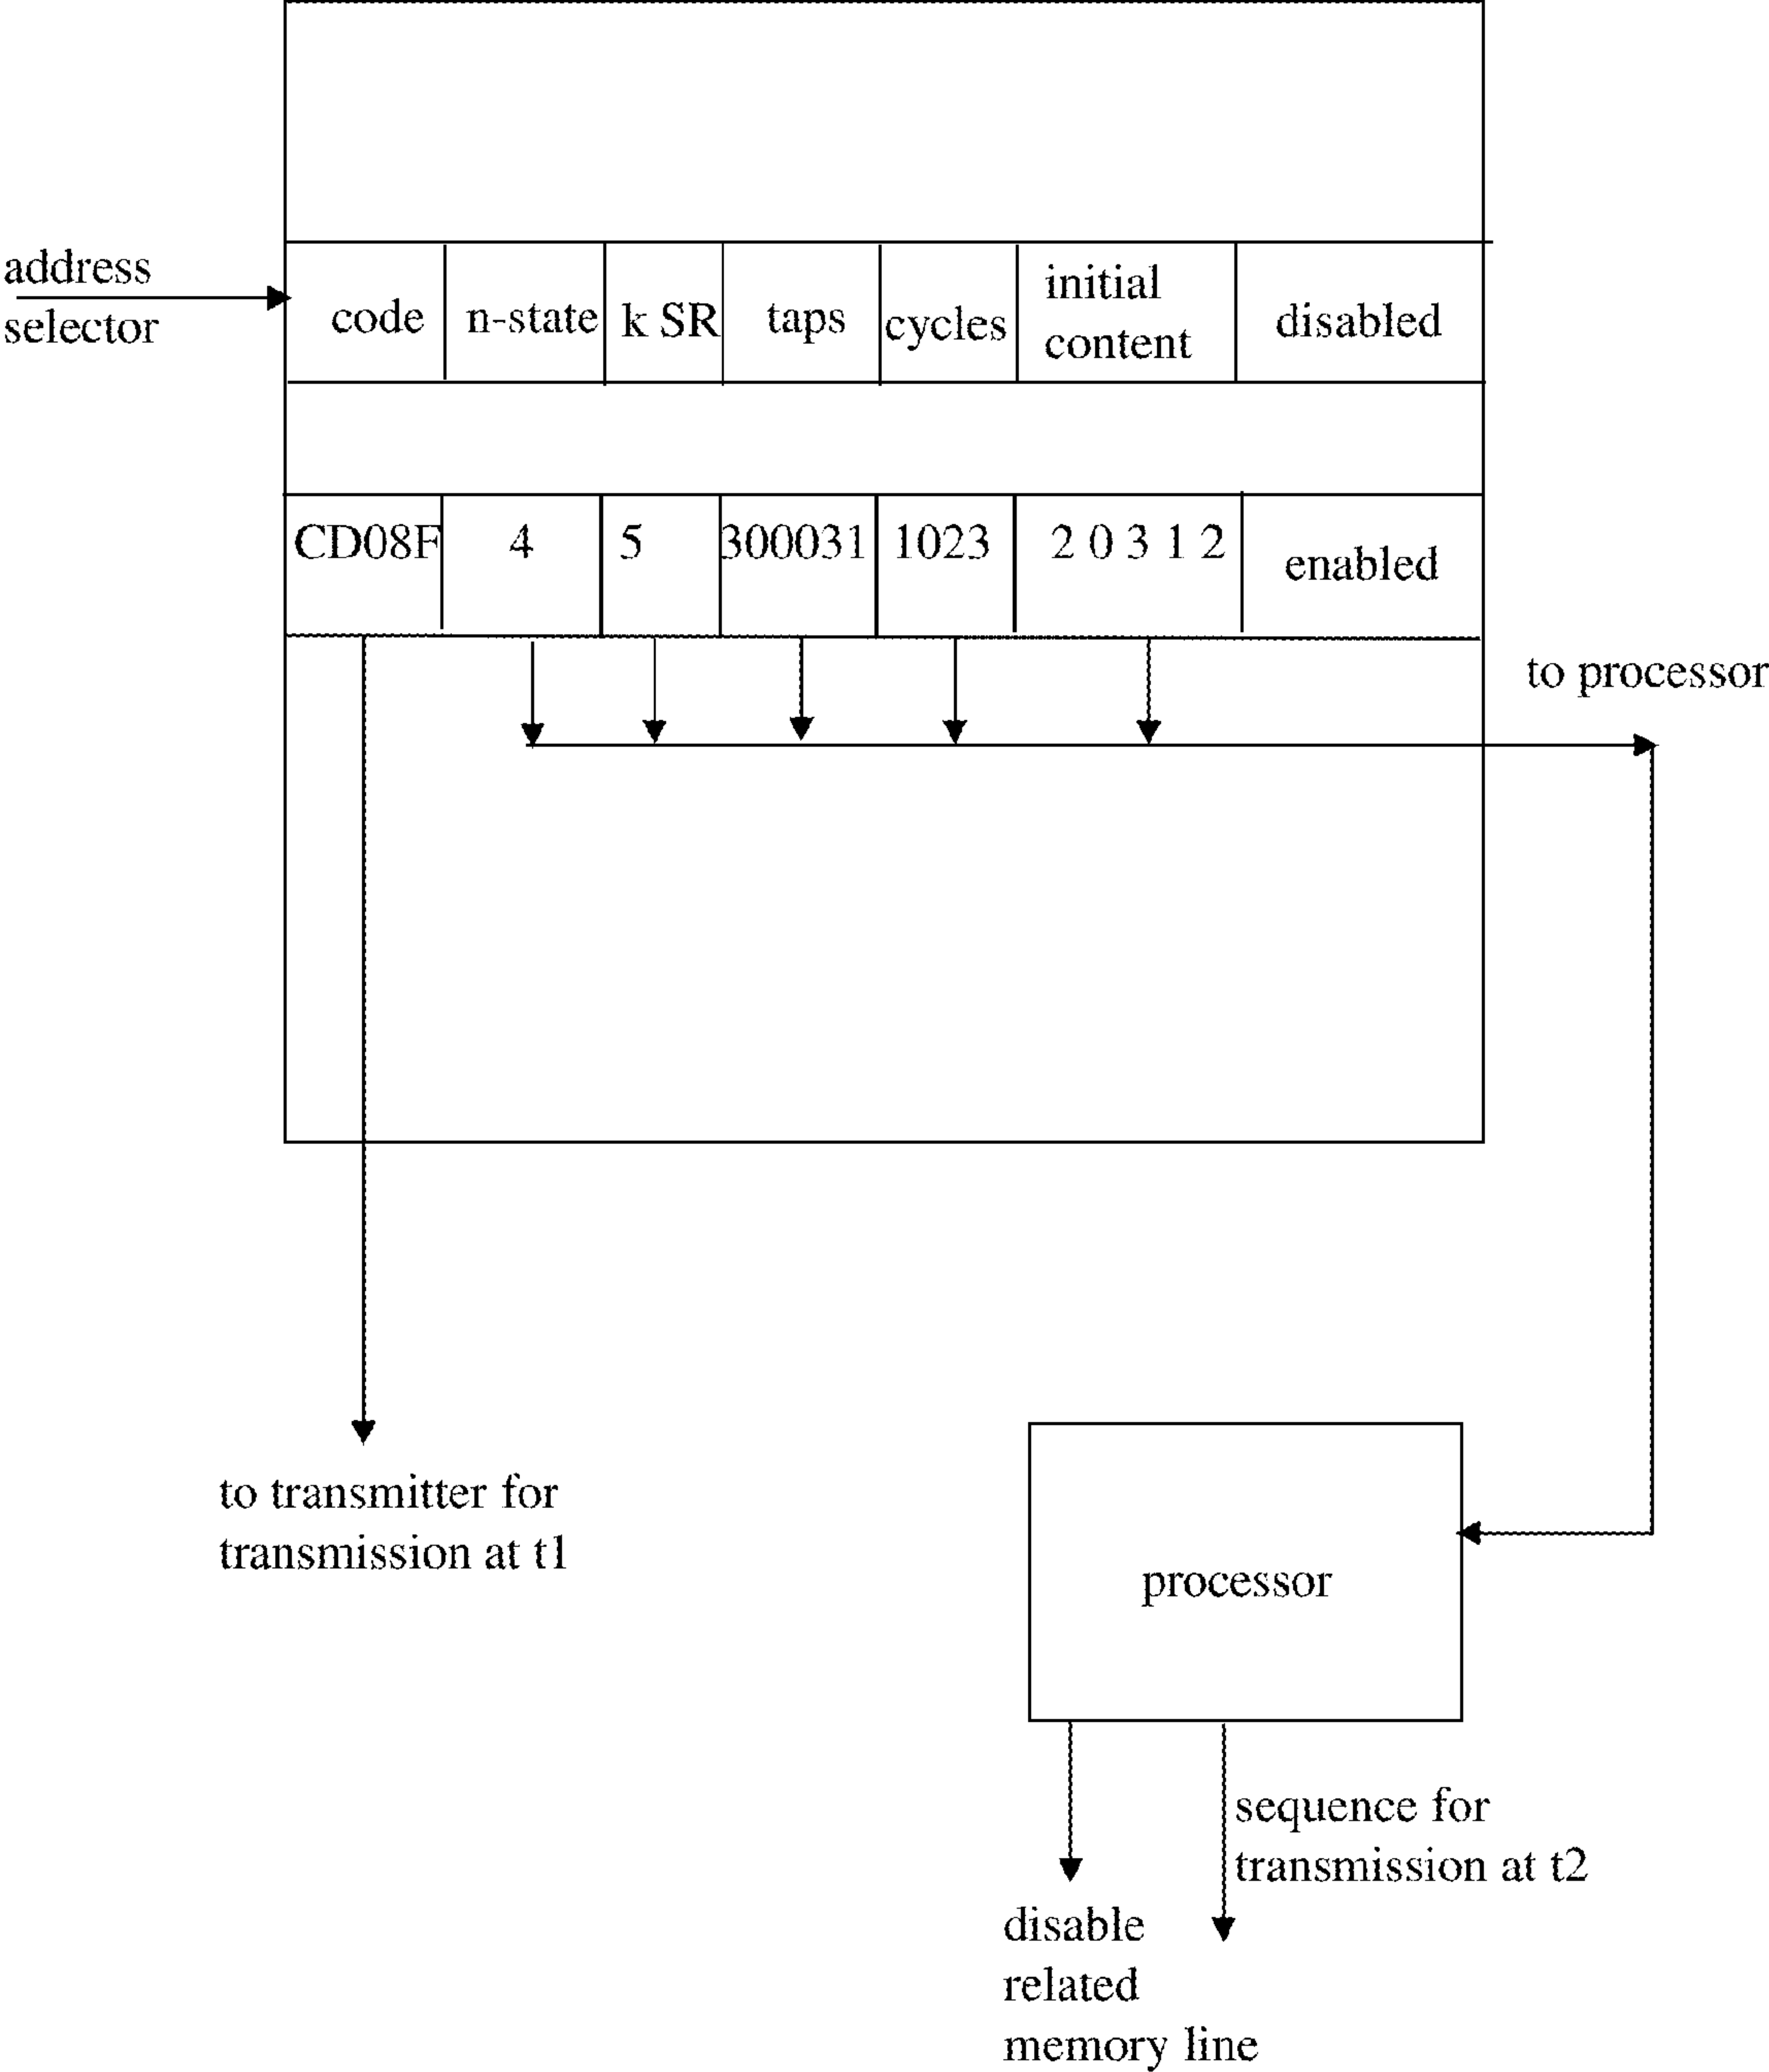 address
selector
code n-state k SR taps cycles initial content disabled
CD08F 4 5 300031 1023 2 0 3 1 2 enabled
to processor
to transmitter for
transmission at t1
processor
sequence for
transmission at t2
disable
related
memory line